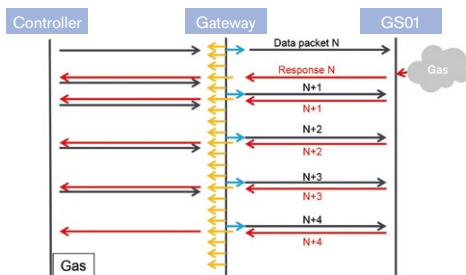 Controller
Gateway
GS01
Data packet N
Response N
Gas
N+1
N+1
N+2
N+2
N+3
N+3
N+4
N+4
Gas